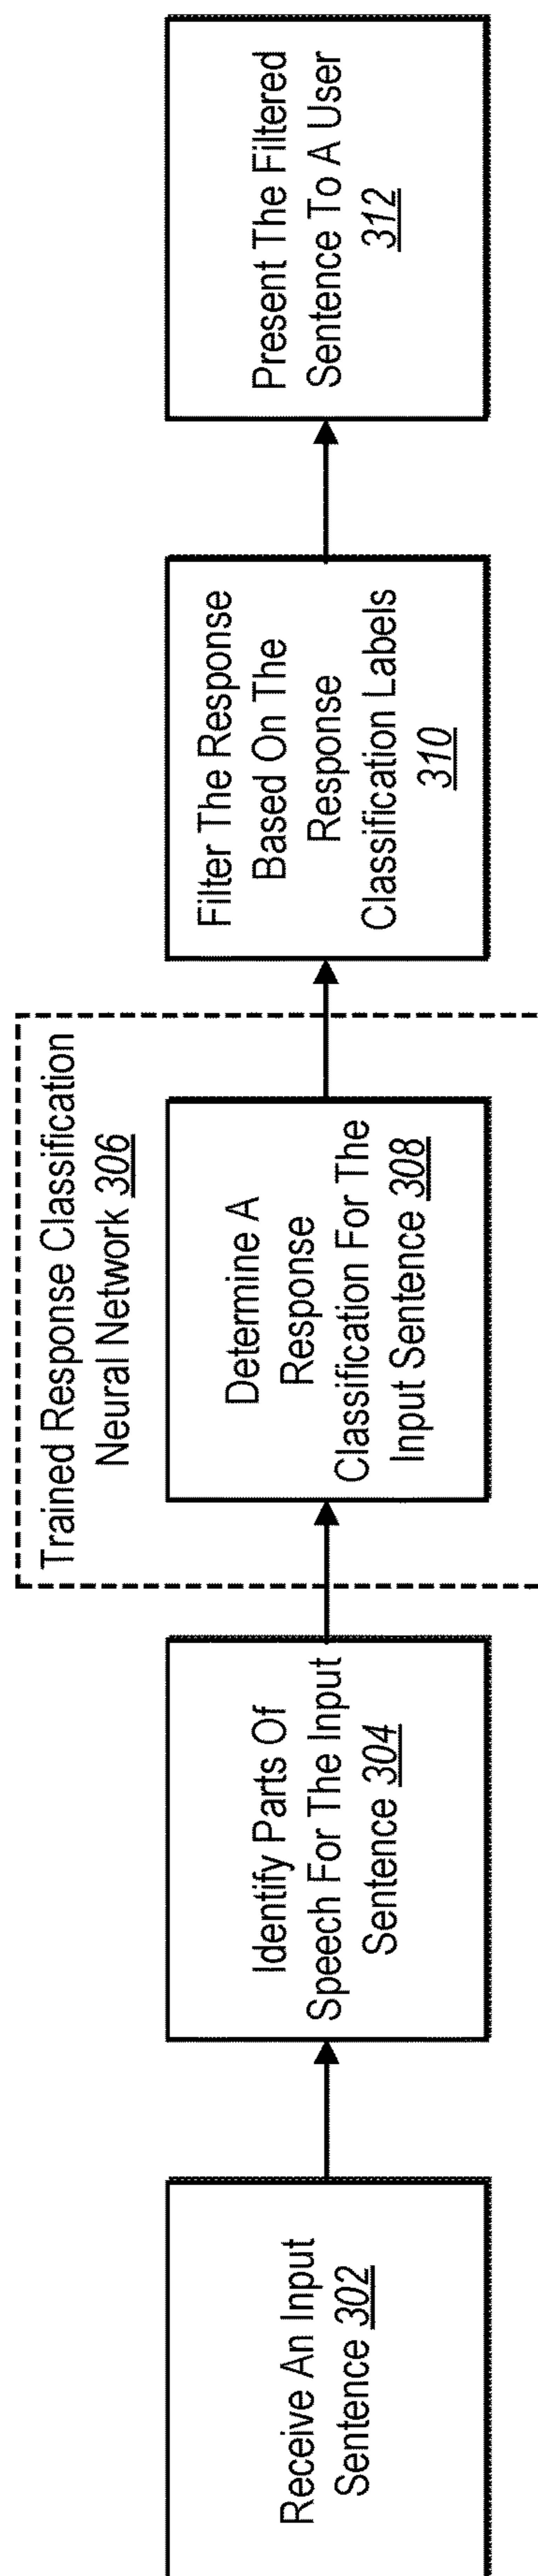 Receive An Input
Sentence 302
Identify Parts Of
Speech For The Input
Sentence 304
Trained Response Classification
Neural Network 306
Determine A
Response
Classification For The
Input Sentence 308
Filter The Response
Based On The
Response
Classification Labels
310
Present The Filtered
Sentence To A User
312